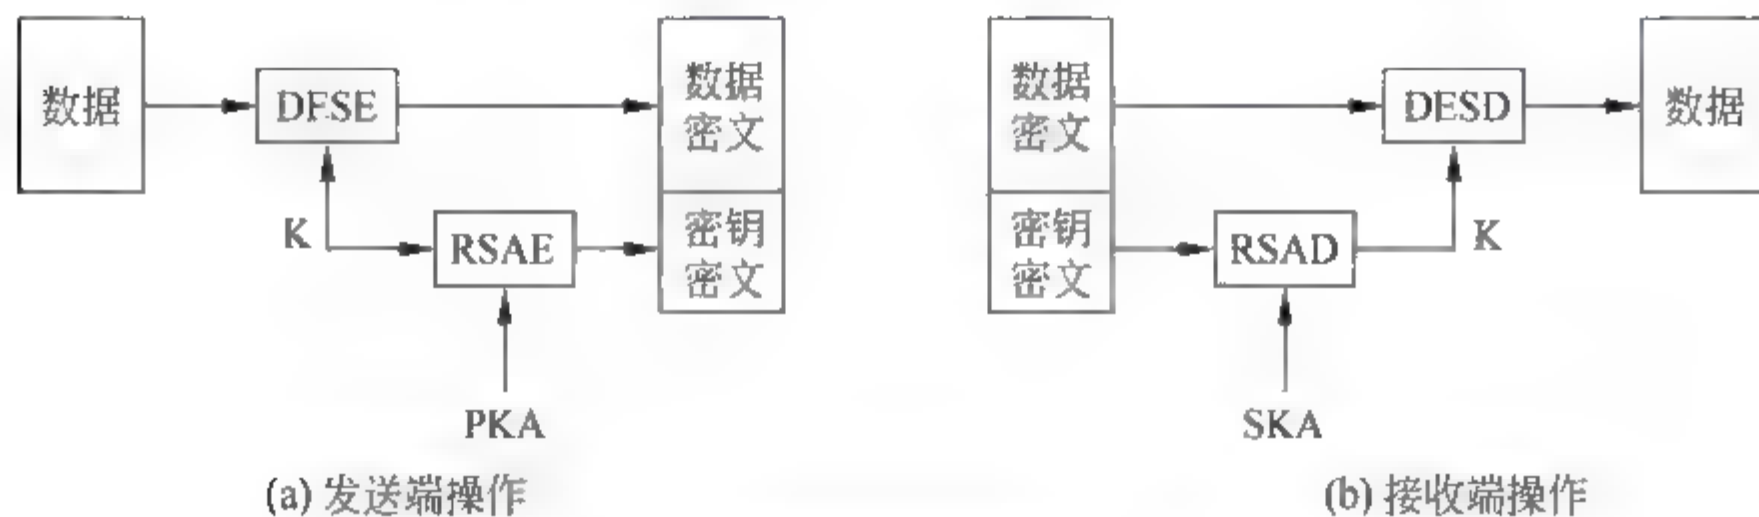 数据
DFSE
数据
密文
K
RSAE
密钥
密文
PKA
(a) 发送端操作
数据
密文
DESD
数据
密钥
密文
RSAD
K
SKA
(b) 接收端操作